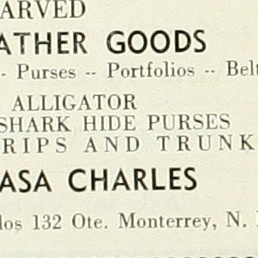 ARVED
ATHER GOODS
- Purses -- Portfolios -- Belt
ALLIGATOR
SHARK HIDE PURSES
RIPS AND TRUNK
ASA CHARLES
los 132 Ote. Monterrey, N.